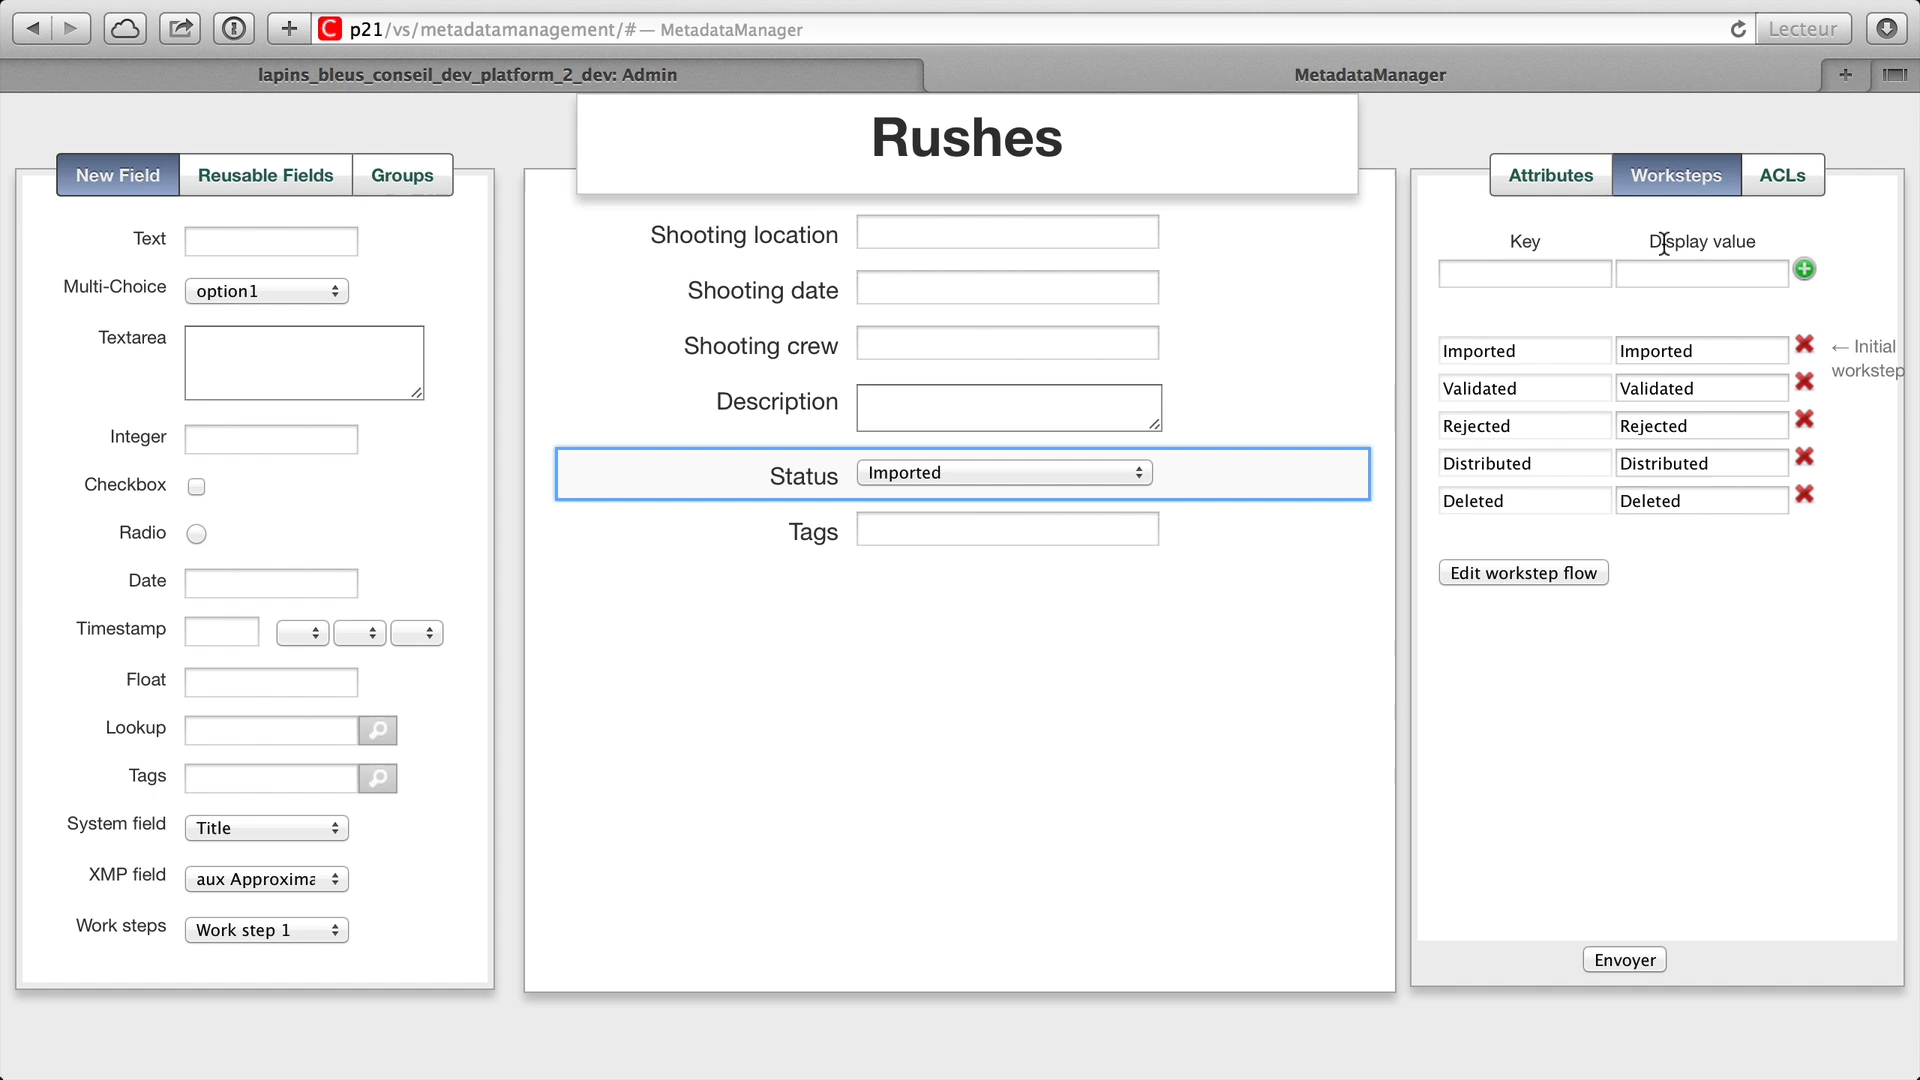 p21/vs/metadatamanagement/# — MetadataManager
Lecteur
lapins_bleus_conseil_dev_platform_2_dev: Admin
MetadataManager
Rushes
New Field
Reusable Fields
Groups
Text
Multi-Choice
option1
Textarea
Integer
Checkbox
Radio
Date
Timestamp
Float
Lookup
Tags
System field
Title
XMP field
aux Approxima
Work steps
Work step 1
Shooting location
Shooting date
Shooting crew
Description
Status
Imported
Tags
Attributes
Worksteps
ACLs
Key
Display value
Imported
Imported
← Initial
workstep
Validated
Validated
Rejected
Rejected
Distributed
Distributed
Deleted
Deleted
Edit workstep flow
Envoyer